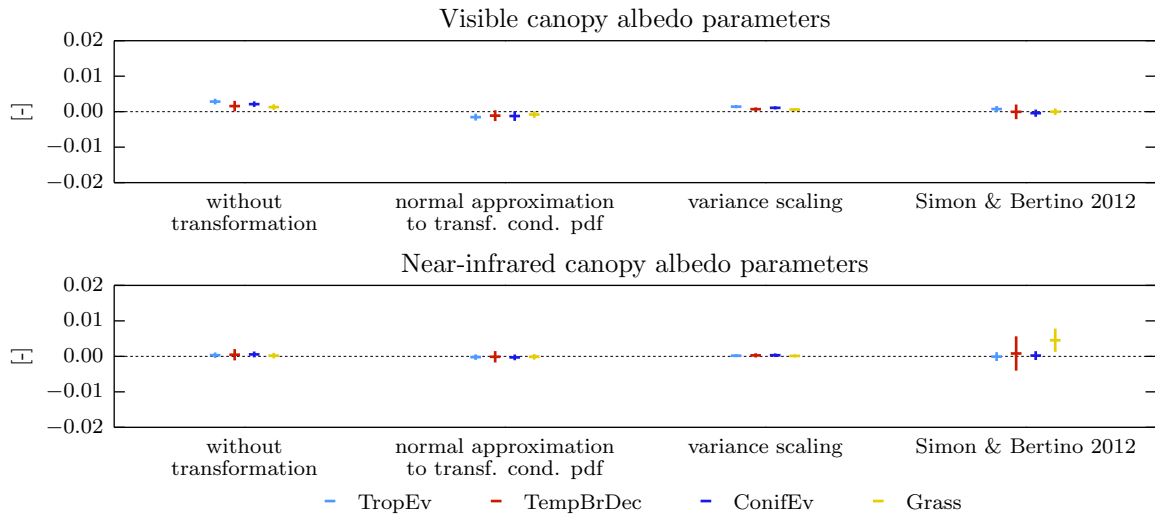 Visible canopy albedo parameters
0.02
0.01
0.00
−0.01
−0.02
[-]
without
transformation
normal approximation
to transf. cond. pdf
variance scaling
Simon & Bertino 2012
Near-infrared canopy albedo parameters
0.02
0.01
0.00
−0.01
−0.02
[-]
without
transformation
normal approximation
to transf. cond. pdf
variance scaling
Simon & Bertino 2012
TropEv
TempBrDec
ConifEv
Grass